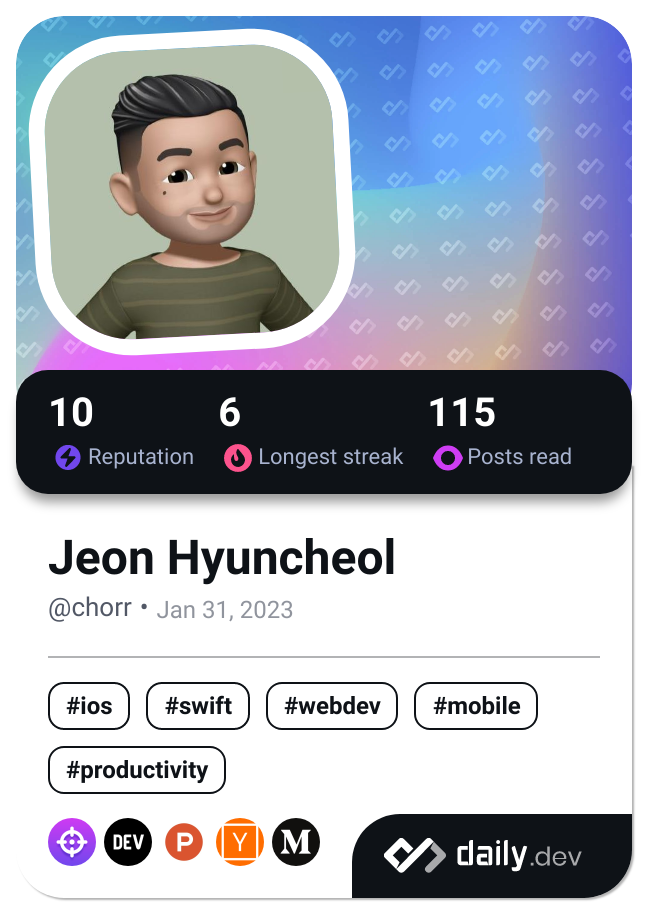 10 6 115
Reputation Longest streak Posts read
Jeon Hyuncheol
@chorr • Jan 31, 2023
#ios #swift #webdev #mobile
#productivity
DEV P Y M daily.dev